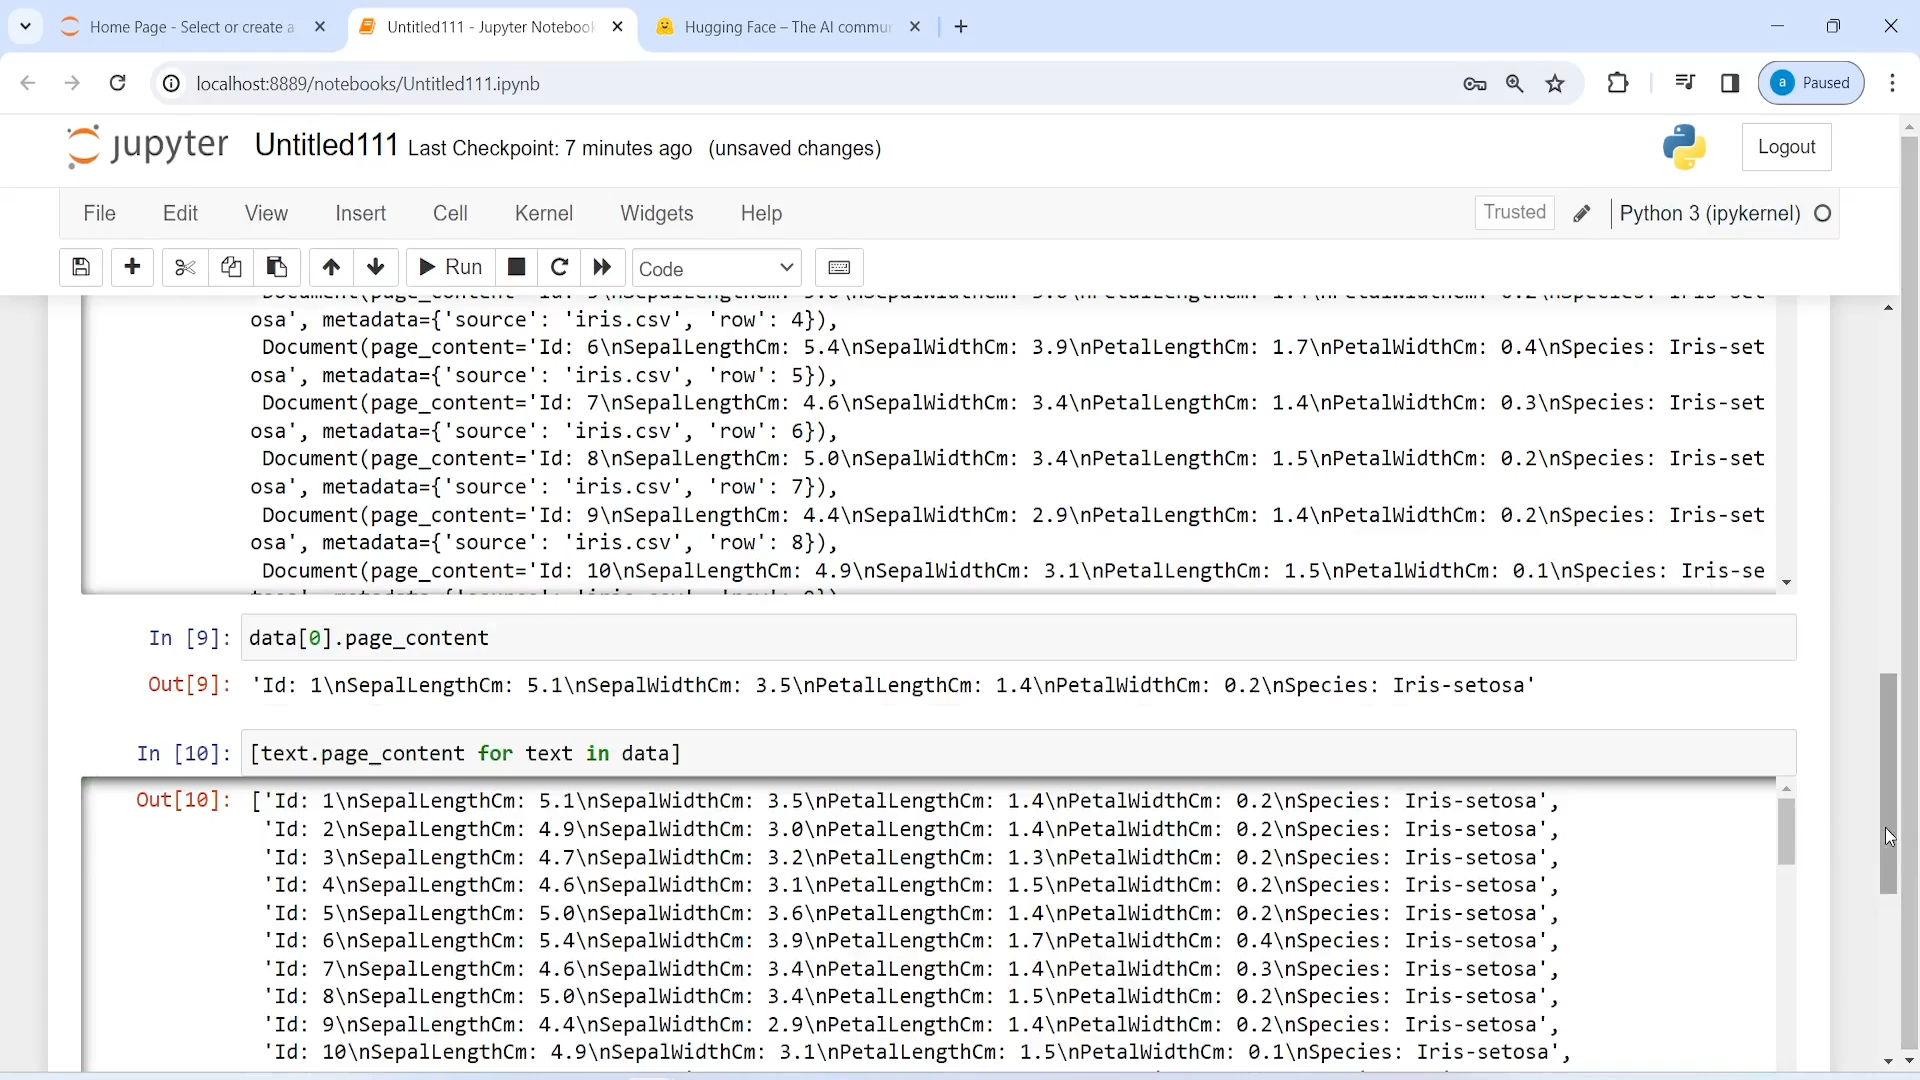 Home Page - Select or create a
Untitled111 - Jupyter Notebook
Hugging Face – The AI commun
localhost:8889/notebooks/Untitled111.ipynb
a Paused
jupyter Untitled111 Last Checkpoint: 7 minutes ago (unsaved changes)
Logout
File Edit View Insert Cell Kernel Widgets Help
Trusted
Python 3 (ipykernel)
Run
Code
osa', metadata={'source': 'iris.csv', 'row': 4}),
Document(page_content='Id: 6\nSepalLengthCm: 5.4\nSepalWidthCm: 3.9\nPetalLengthCm: 1.7\nPetalWidthCm: 0.4\nSpecies: Iris-set
osa', metadata={'source': 'iris.csv', 'row': 5}),
Document(page_content='Id: 7\nSepalLengthCm: 4.6\nSepalWidthCm: 3.4\nPetalLengthCm: 1.4\nPetalWidthCm: 0.3\nSpecies: Iris-set
osa', metadata={'source': 'iris.csv', 'row': 6}),
Document(page_content='Id: 8\nSepalLengthCm: 5.0\nSepalWidthCm: 3.4\nPetalLengthCm: 1.5\nPetalWidthCm: 0.2\nSpecies: Iris-set
osa', metadata={'source': 'iris.csv', 'row': 7}),
Document(page_content='Id: 9\nSepalLengthCm: 4.4\nSepalWidthCm: 2.9\nPetalLengthCm: 1.4\nPetalWidthCm: 0.2\nSpecies: Iris-set
osa', metadata={'source': 'iris.csv', 'row': 8}),
Document(page_content='Id: 10\nSepalLengthCm: 4.9\nSepalWidthCm: 3.1\nPetalLengthCm: 1.5\nPetalWidthCm: 0.1\nSpecies: Iris-se
In [9]: data[0].page_content
Out[9]: 'Id: 1\nSepalLengthCm: 5.1\nSepalWidthCm: 3.5\nPetalLengthCm: 1.4\nPetalWidthCm: 0.2\nSpecies: Iris-setosa'
In [10]: [text.page_content for text in data]
Out[10]: ['Id: 1\nSepalLengthCm: 5.1\nSepalWidthCm: 3.5\nPetalLengthCm: 1.4\nPetalWidthCm: 0.2\nSpecies: Iris-setosa',
'Id: 2\nSepalLengthCm: 4.9\nSepalWidthCm: 3.0\nPetalLengthCm: 1.4\nPetalWidthCm: 0.2\nSpecies: Iris-setosa',
'Id: 3\nSepalLengthCm: 4.7\nSepalWidthCm: 3.2\nPetalLengthCm: 1.3\nPetalWidthCm: 0.2\nSpecies: Iris-setosa',
'Id: 4\nSepalLengthCm: 4.6\nSepalWidthCm: 3.1\nPetalLengthCm: 1.5\nPetalWidthCm: 0.2\nSpecies: Iris-setosa',
'Id: 5\nSepalLengthCm: 5.0\nSepalWidthCm: 3.6\nPetalLengthCm: 1.4\nPetalWidthCm: 0.2\nSpecies: Iris-setosa',
'Id: 6\nSepalLengthCm: 5.4\nSepalWidthCm: 3.9\nPetalLengthCm: 1.7\nPetalWidthCm: 0.4\nSpecies: Iris-setosa',
'Id: 7\nSepalLengthCm: 4.6\nSepalWidthCm: 3.4\nPetalLengthCm: 1.4\nPetalWidthCm: 0.3\nSpecies: Iris-setosa',
'Id: 8\nSepalLengthCm: 5.0\nSepalWidthCm: 3.4\nPetalLengthCm: 1.5\nPetalWidthCm: 0.2\nSpecies: Iris-setosa',
'Id: 9\nSepalLengthCm: 4.4\nSepalWidthCm: 2.9\nPetalLengthCm: 1.4\nPetalWidthCm: 0.2\nSpecies: Iris-setosa',
'Id: 10\nSepalLengthCm: 4.9\nSepalWidthCm: 3.1\nPetalLengthCm: 1.5\nPetalWidthCm: 0.1\nSpecies: Iris-setosa',